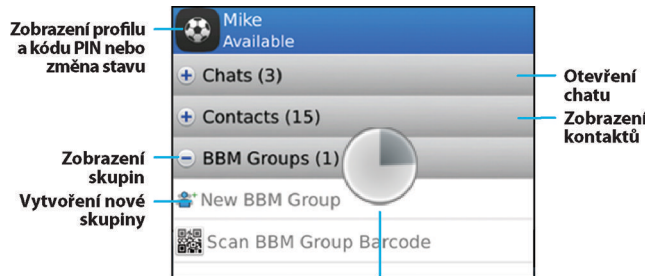 Zobrazení profilu
a kódu PIN nebo
změna stavu
Mike
Available
Chats (3)
Otevření
chatu
Contacts (15)
Zobrazení
kontaktů
Zobrazení
skupin
BBM Groups (1)
Vytvoření nové
skupiny
New BBM Group
Scan BBM Group Barcode